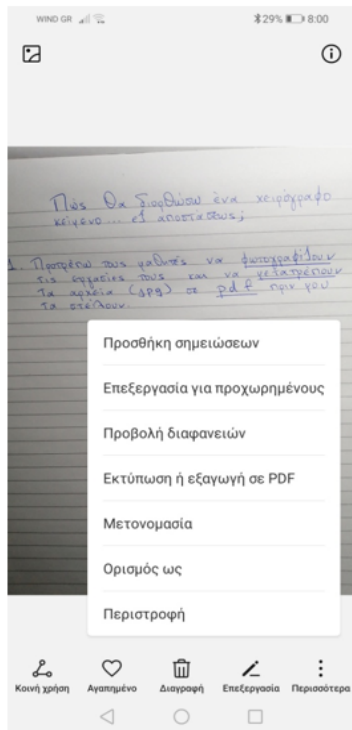 WIND GR 29% 8:00
Πώς θα διορθώσω ένα χειρόγραφο
κείμενο... εξ αποστάσεως;
1. Προτρέπω τους μαθητές να φωτογραφίζουν
τις εργασίες τους και να μετατρέπουν
τα αρχεία (jpg) σε pdf πριν μου
τα στείλουν.
Προσθήκη σημειώσεων
Επεξεργασία για προχωρημένους
Προβολή διαφανειών
Εκτύπωση ή εξαγωγή σε PDF
Μετονομασία
Ορισμός ως
Περιστροφή
Κοινή χρήση Αγαπημένο Διαγραφή Επεξεργασία Περισσότερα